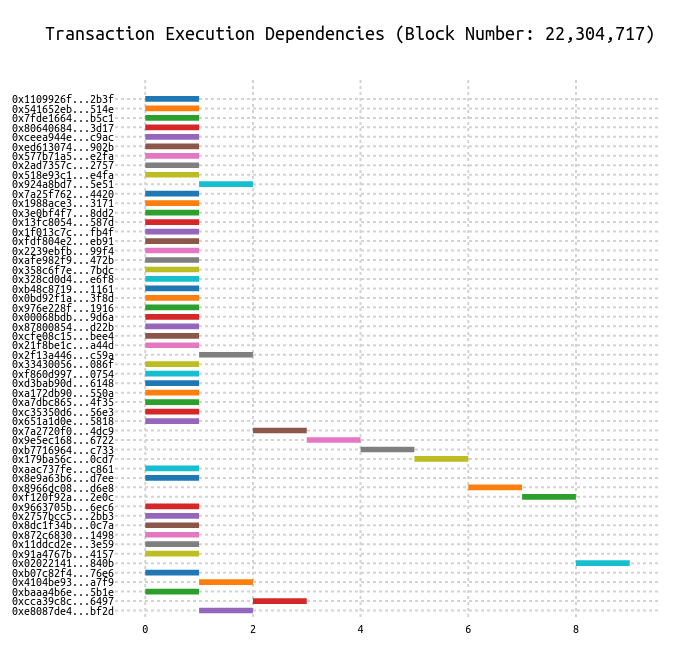 Transaction Execution Dependencies (Block Number: 22,304,717)
0x1109926f...2b3f
0x541652eb...514e
0x7fde1664...b5c1
0x80640684...3d17
0xceea944e...c9ac
0xed613074...902b
0x577b71a5...e2fa
0x2ad7357c...2757
0x518e93c1...e4fa
0x924a8bd7...5e51
0x7a25f762...4420
0x1988ace3...3171
0x3e0bf4f7...8dd2
0x13fc8054...587d
0x1f013c7c...fb4f
0xfdf804e2...eb91
0x2239ebfb...99f4
0xafe982f9...472b
0x358c6f7e...7bdc
0x328cd0d4...e6f8
0xb48c8719...1161
0x0bd92f1a...3f8d
0x976e228f...1916
0x00068bdb...9d6a
0x87800854...d22b
0xcfe08c15...bee4
0x21f8be1c...a44d
0x2f13a446...c59a
0x33430056...086f
0xf860d997...0754
0xd3bab90d...6148
0xa172db90...550a
0xa7dbc865...4f35
0xc35350d6...56e3
0x651a1d0e...5818
0x7a2720f0...4dc9
0x9e5ec168...6722
0xb7716964...c733
0x179ba56c...0cd7
0xaac737fe...c861
0x8e9a63b6...d7ee
0x8966dc08...d6e8
0xf120f92a...2e0c
0x9663705b...6ec6
0x2757bcc5...2bb3
0x8dc1f34b...0c7a
0x872c6830...1498
0x11ddcd2e...3e59
0x91a4767b...4157
0x02022141...840b
0xb07c82f4...76e6
0x4104be93...a7f9
0xbaaa4b6e...5b1e
0xcca39c8c...6497
0xe8087de4...bf2d
0 2 4 6 8